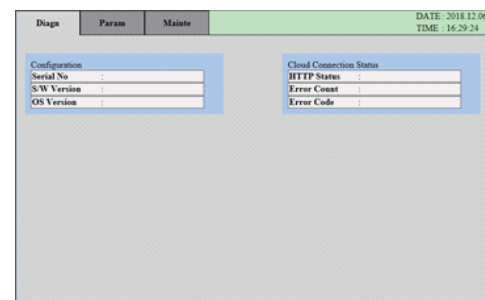 Diagn Param Mainte
DATE : 2018.12.06
TIME : 16:29:24
Configuration
Serial No :
S/W Version :
OS Version :
Cloud Connection Status
HTTP Status :
Error Count :
Error Code :